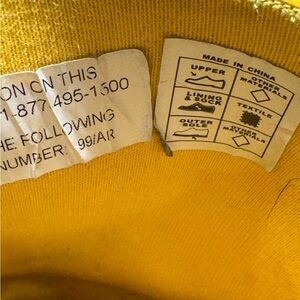 ON ON THIS
1-877 495-1500
HE FOLLOWING
NUMBER: 99/AR
MADE IN CHINA
UPPER
OTHER
MATERIALS
LINING
& SOCK
TEXTILE
OUTER
SOLE
OTHER
MATERIALS